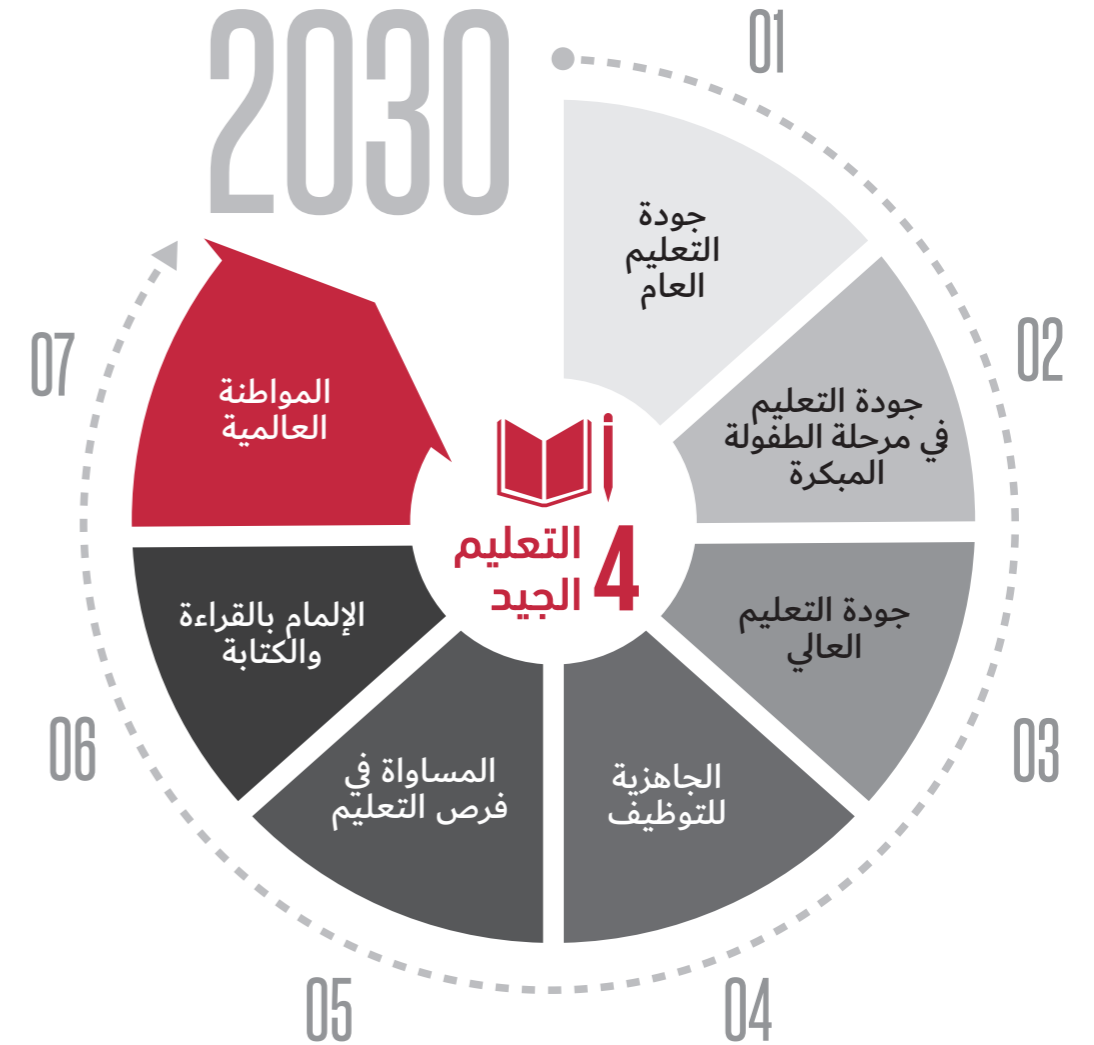 2030
01
جودة
التعليم
العام
02
جودة التعليم
في مرحلة الطفولة
المبكرة
03
جودة التعليم
العالي
04
الجاهزية
للتوظيف
05
المساواة في
فرص التعليم
06
الإلمام بالقراءة
والكتابة
07
المواطنة
العالمية
4 التعليم
الجيد